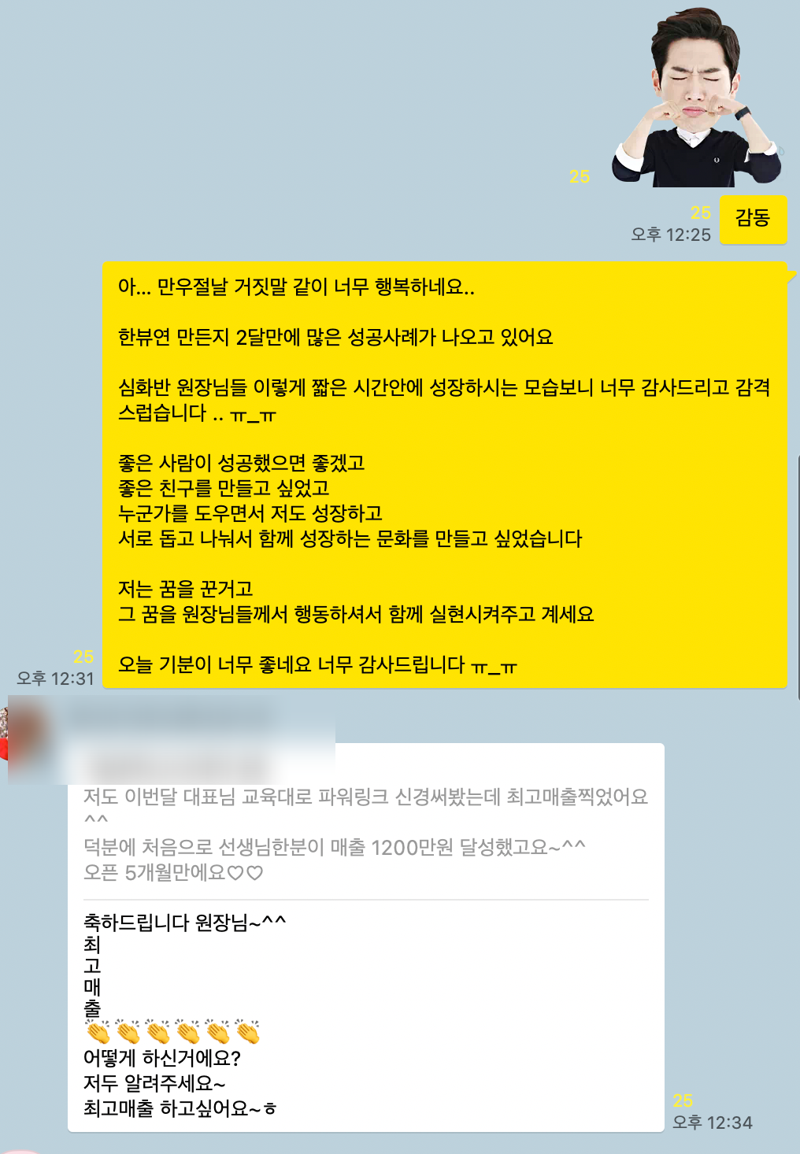 25
25
오후 12:25
감동
아... 만우절날 거짓말 같이 너무 행복하네요..
한뷰연 만든지 2달만에 많은 성공사례가 나오고 있어요
심화반 원장님들 이렇게 짧은 시간안에 성장하시는 모습보니 너무 감사드리고 감격
스럽습니다 .. ㅠ_ㅠ
좋은 사람이 성공했으면 좋겠고
좋은 친구를 만들고 싶었고
누군가를 도우면서 저도 성장하고
서로 돕고 나눠서 함께 성장하는 문화를 만들고 싶었습니다
저는 꿈을 꾼거고
그 꿈을 원장님들께서 행동하셔서 함께 실현시켜주고 계세요
오늘 기분이 너무 좋네요 너무 감사드립니다 ㅠ_ㅠ
25
오후 12:31
저도 이번달 대표님 교육대로 파워링크 신경써봤는데 최고매출찍었어요
^^
덕분에 처음으로 선생님한분이 매출 1200만원 달성했고요~^^
오픈 5개월만에요♡♡
축하드립니다 원장님~^^
최
고
매
출
👏👏👏👏👏👏
어떻게 하신거에요?
저두 알려주세요~
최고매출 하고싶어요~ㅎ
25
오후 12:34